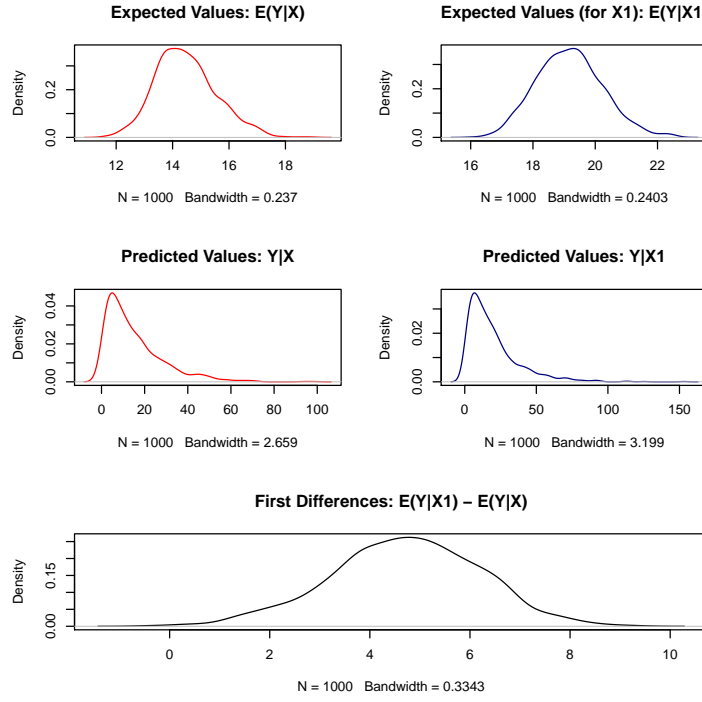 Expected Values: E(Y|X)
Density
0.0
0.2
12 14 16 18
N = 1000 Bandwidth = 0.237
Expected Values (for X1): E(Y|X1
Density
0.0
0.2
16 18 20 22
N = 1000 Bandwidth = 0.2403
Predicted Values: Y|X
Density
0.00
0.02
0.04
0 20 40 60 80 100
N = 1000 Bandwidth = 2.659
Predicted Values: Y|X1
Density
0.00
0.02
0 50 100 150
N = 1000 Bandwidth = 3.199
First Differences: E(Y|X1) − E(Y|X)
Density
0.00
0.15
0 2 4 6 8 10
N = 1000 Bandwidth = 0.3343